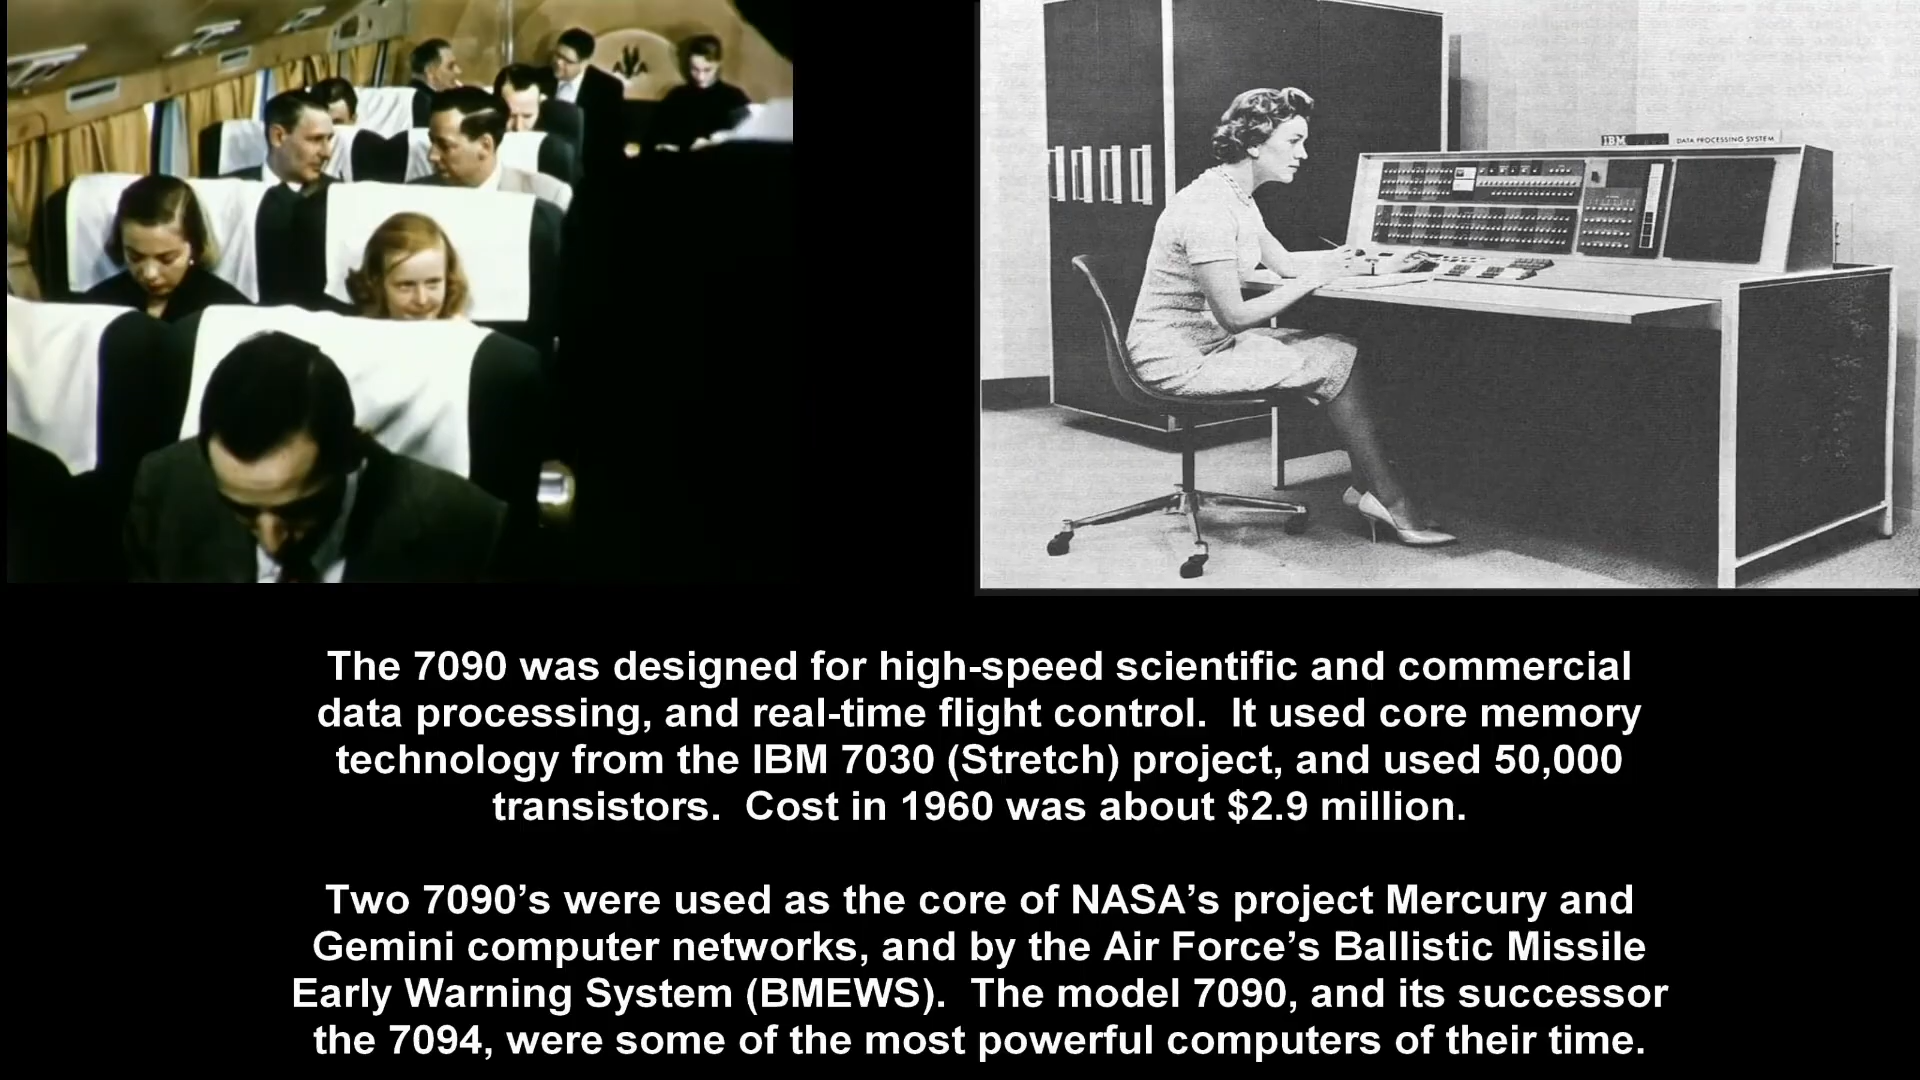 IBM
DATA PROCESSING SYSTEM
The 7090 was designed for high-speed scientific and commercial
data processing, and real-time flight control.  It used core memory
technology from the IBM 7030 (Stretch) project, and used 50,000
transistors.  Cost in 1960 was about $2.9 million.
Two 7090’s were used as the core of NASA’s project Mercury and
Gemini computer networks, and by the Air Force’s Ballistic Missile
Early Warning System (BMEWS).  The model 7090, and its successor
the 7094, were some of the most powerful computers of their time.